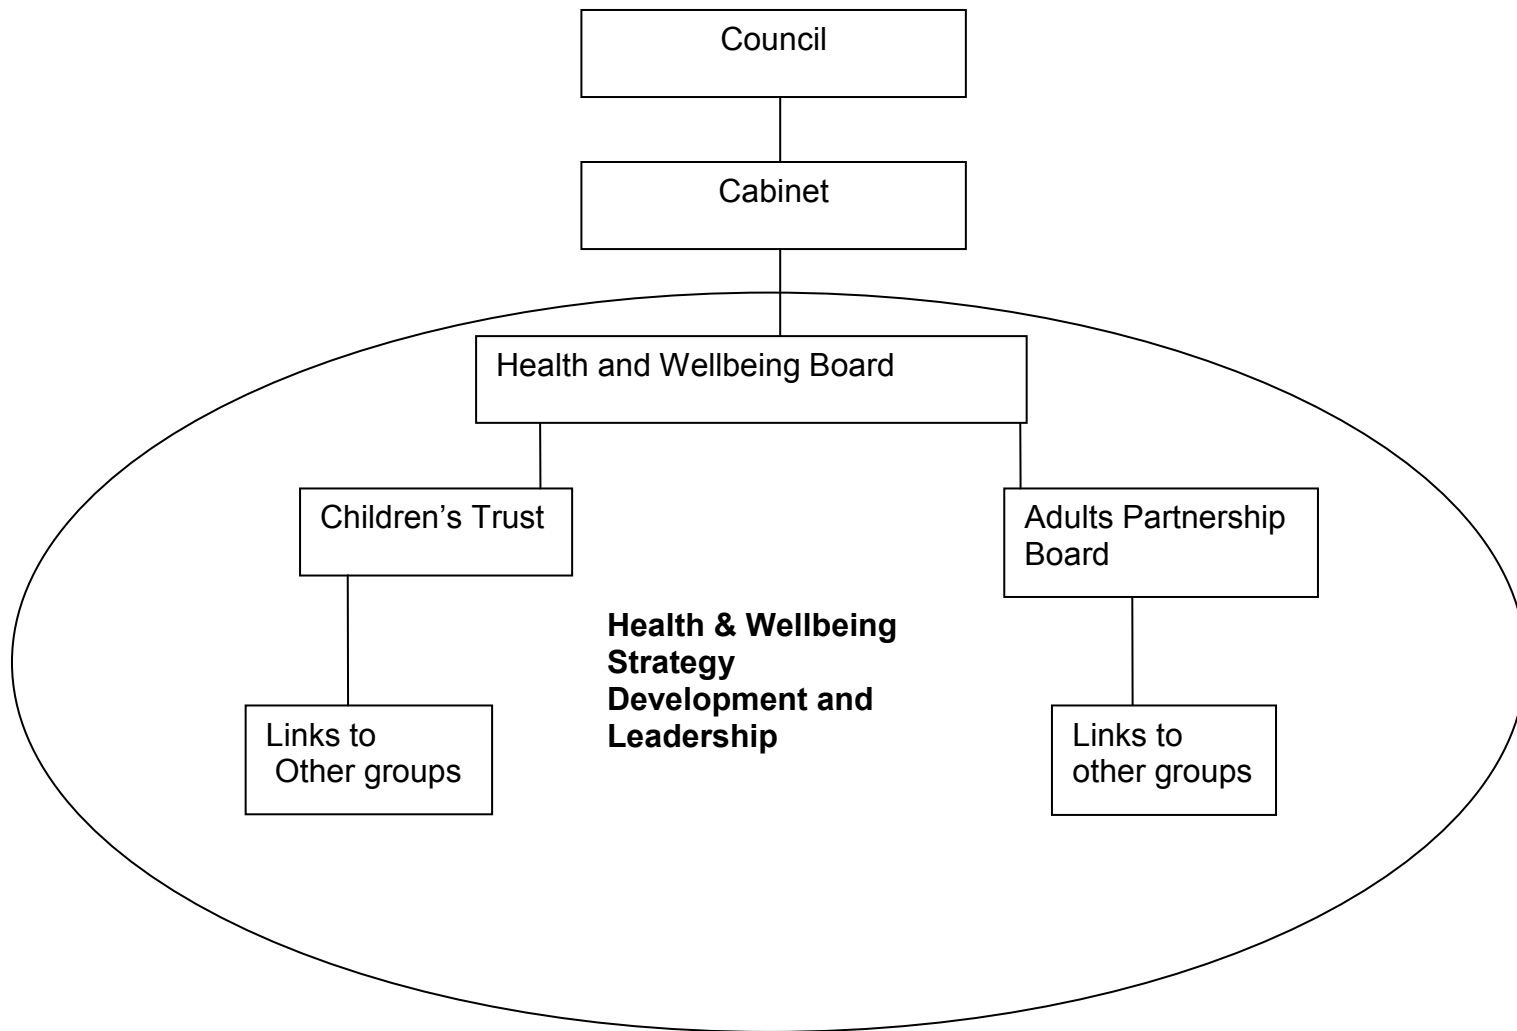 Council
Cabinet
Health and Wellbeing Board
Children’s Trust
Adults Partnership
Board
Health & Wellbeing
Strategy
Development and
Leadership
Links to
Other groups
Links to
other groups